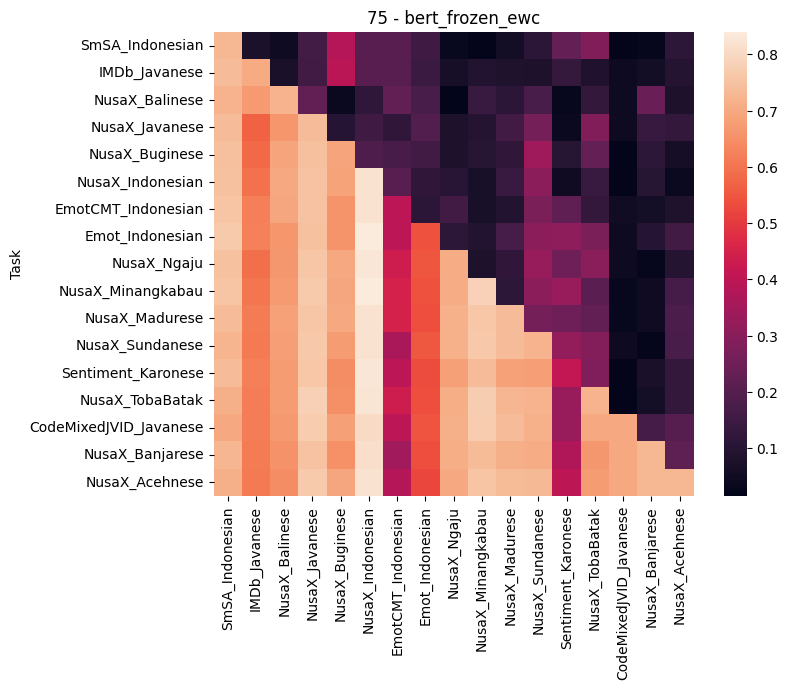 75 - bert_frozen_ewc
Task
SmSA_Indonesian
IMDb_Javanese
NusaX_Balinese
NusaX_Javanese
NusaX_Buginese
NusaX_Indonesian
EmotCMT_Indonesian
Emot_Indonesian
NusaX_Ngaju
NusaX_Minangkabau
NusaX_Madurese
NusaX_Sundanese
Sentiment_Karonese
NusaX_TobaBatak
CodeMixedJVID_Javanese
NusaX_Banjarese
NusaX_Acehnese
SmSA_Indonesian
IMDb_Javanese
NusaX_Balinese
NusaX_Javanese
NusaX_Buginese
NusaX_Indonesian
EmotCMT_Indonesian
Emot_Indonesian
NusaX_Ngaju
NusaX_Minangkabau
NusaX_Madurese
NusaX_Sundanese
Sentiment_Karonese
NusaX_TobaBatak
CodeMixedJVID_Javanese
NusaX_Banjarese
NusaX_Acehnese
0.8
0.7
0.6
0.5
0.4
0.3
0.2
0.1